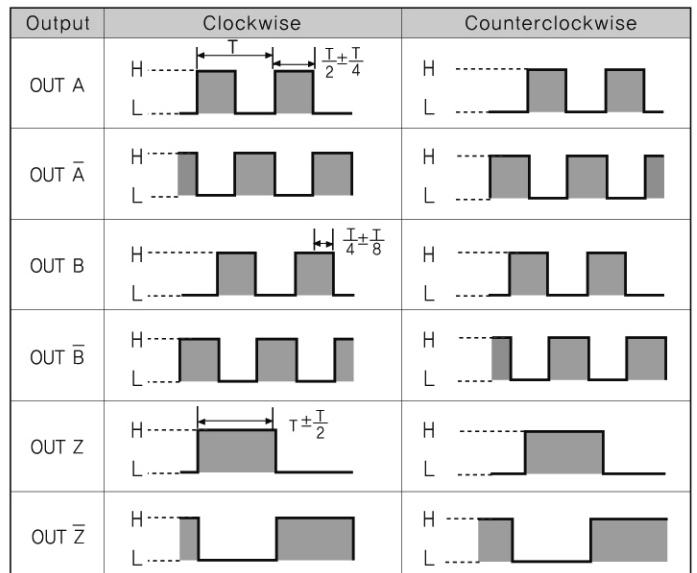 Output Clockwise Counterclockwise
OUT A H L T T/2±T/4 H L
OUT A̅ H L H L
OUT B H L T/4±T/8 H L
OUT B̅ H L H L
OUT Z H L T±T/2 H L
OUT Z̅ H L H L